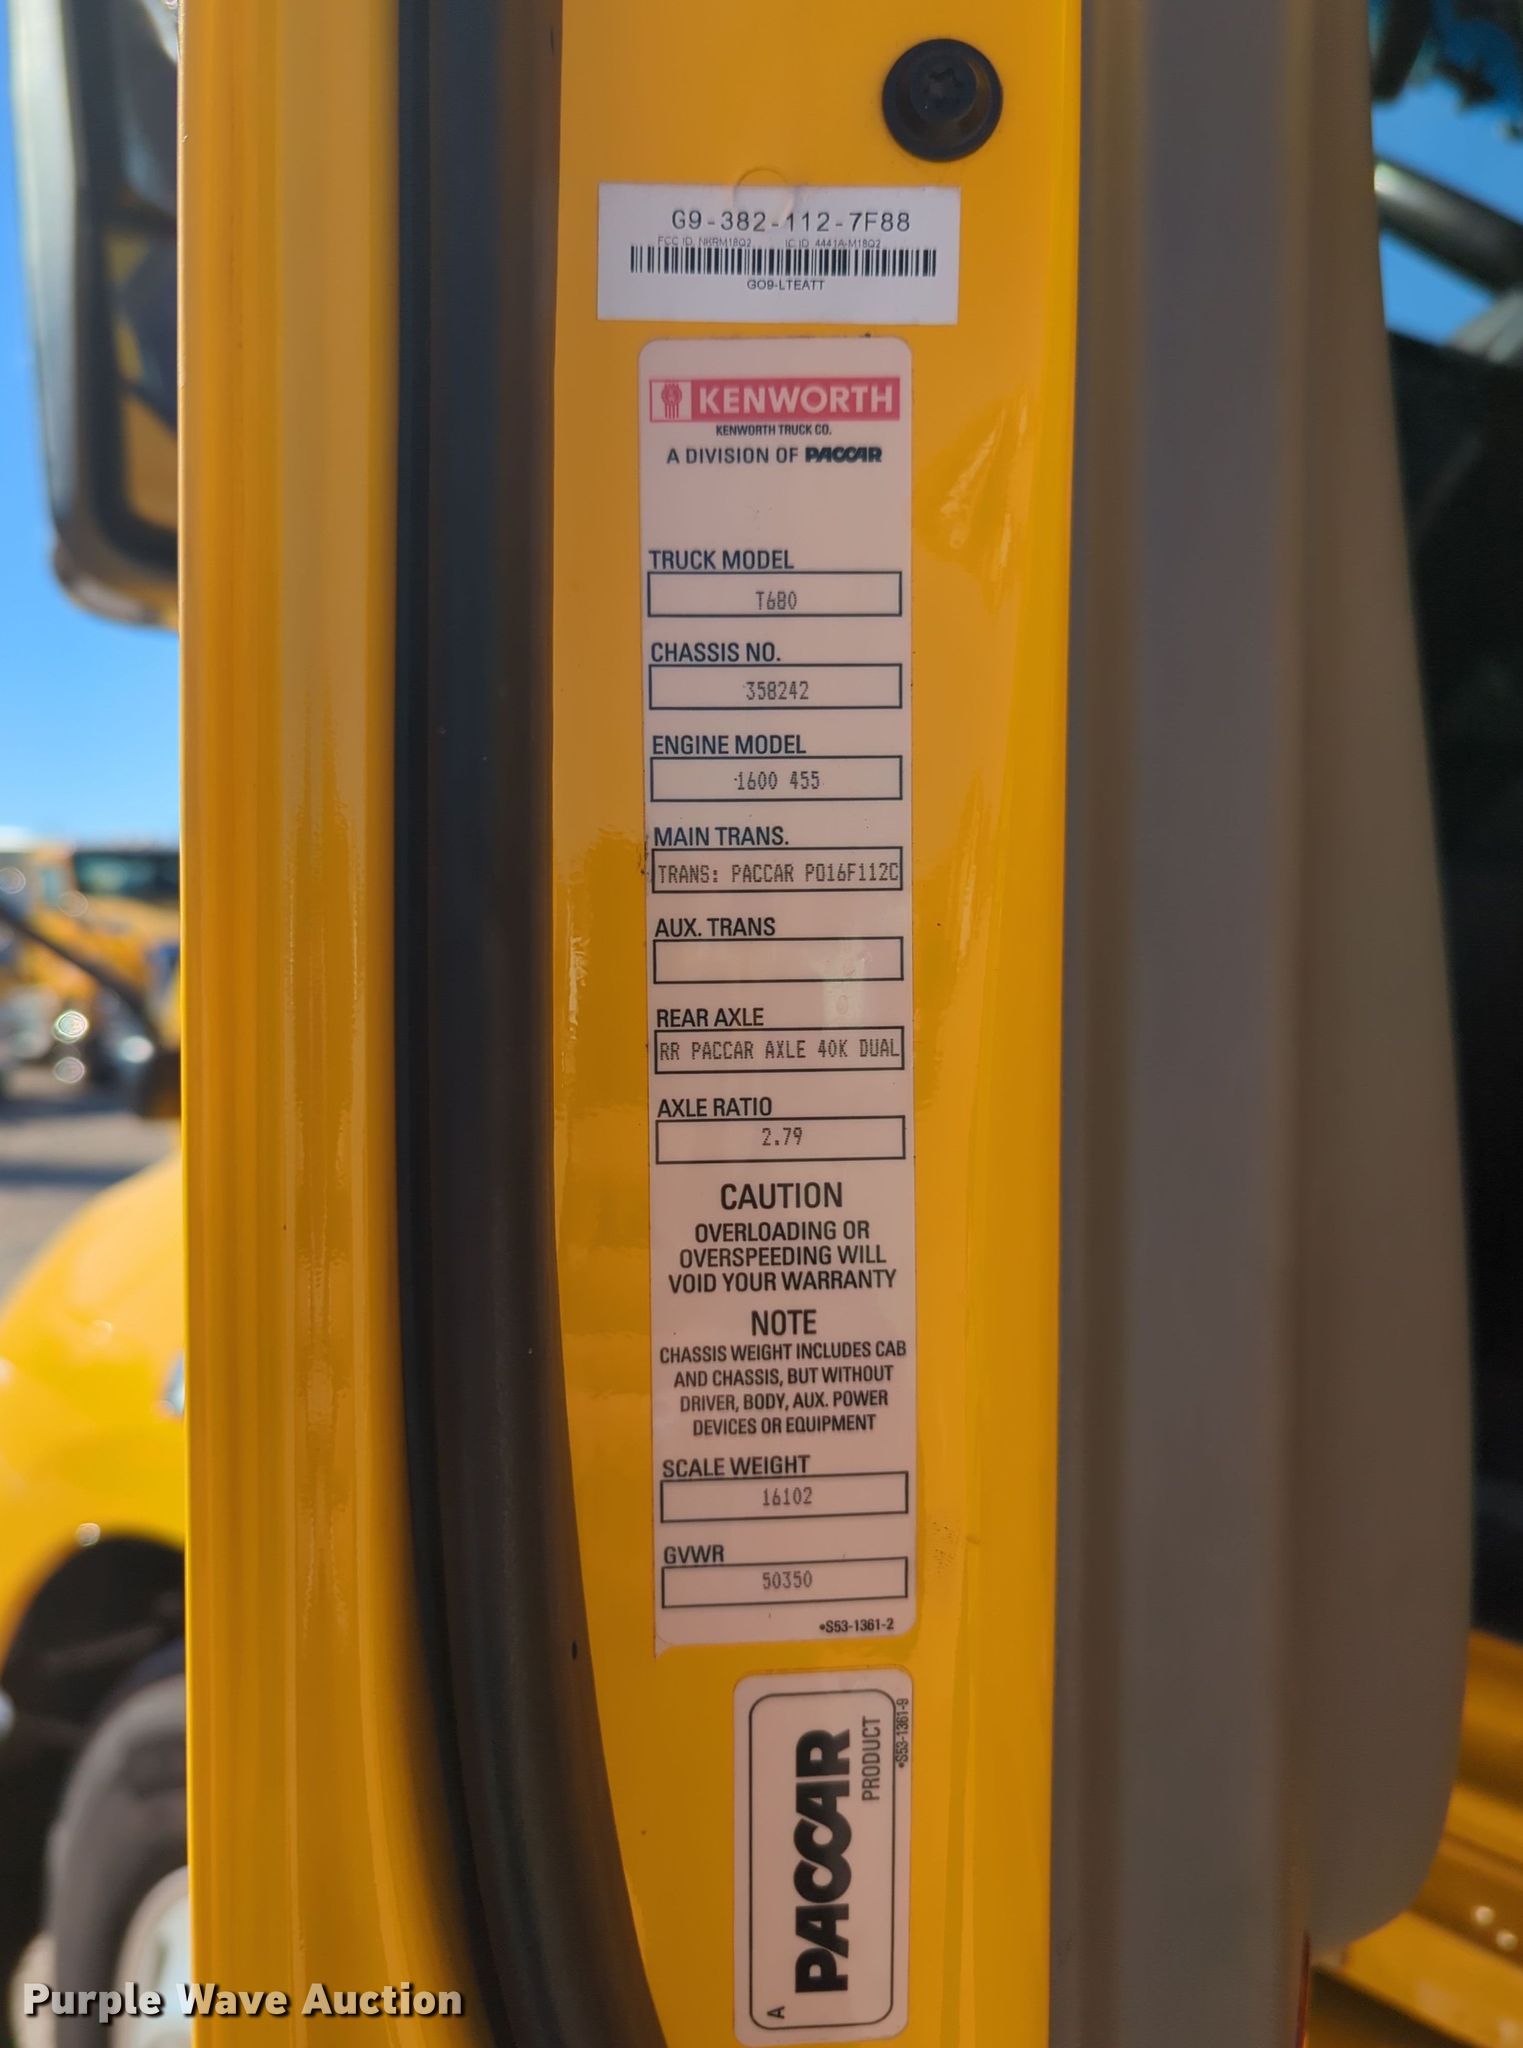 G9-382-112-7F88
FCC ID. NKRM18Q2 IC ID. 4441A-M18Q2
GO9-LTEATT
KENWORTH
KENWORTH TRUCK CO.
A DIVISION OF PACCAR
TRUCK MODEL
T680
CHASSIS NO.
358242
ENGINE MODEL
1600 455
MAIN TRANS.
TRANS: PACCAR PO16F112C
AUX. TRANS
REAR AXLE
RR PACCAR AXLE 40K DUAL
AXLE RATIO
2.79
CAUTION
OVERLOADING OR
OVERSPEEDING WILL
VOID YOUR WARRANTY
NOTE
CHASSIS WEIGHT INCLUDES CAB
AND CHASSIS, BUT WITHOUT
DRIVER, BODY, AUX. POWER
DEVICES OR EQUIPMENT
SCALE WEIGHT
16102
GVWR
50350
•S53-1361-2
A
PACCAR
PRODUCT
•S53-1361-9
Purple Wave Auction